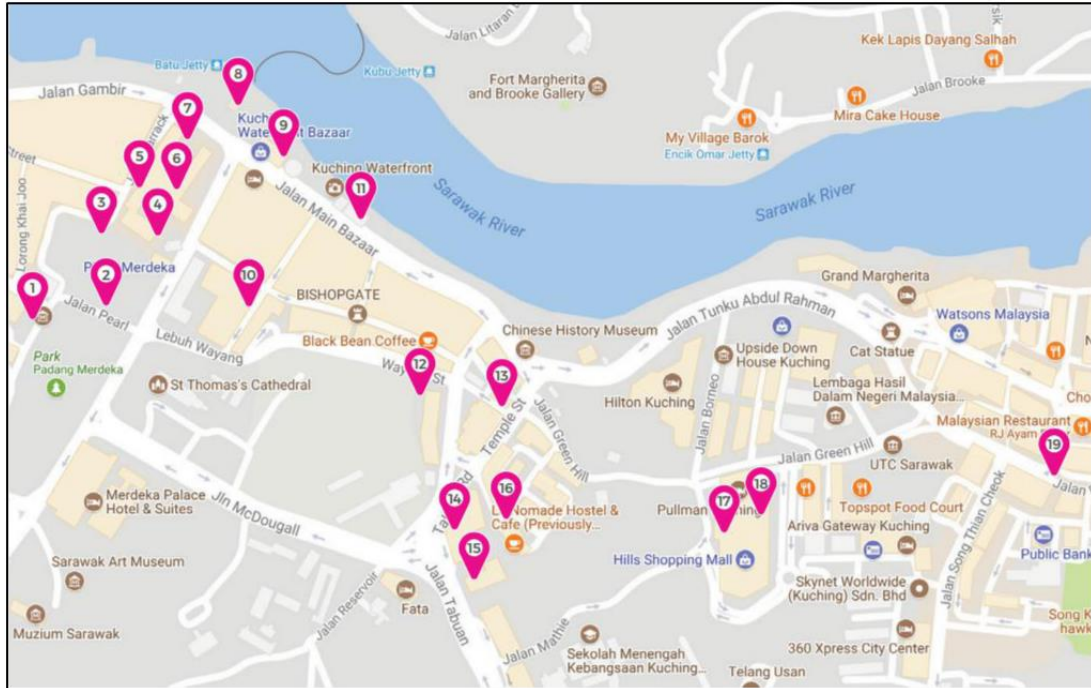 Jalan Litaran
Kek Lapis Dayang Salhah
Batu Jetty
Kubu Jetty
Fort Margherita
and Brooke Gallery
Jalan Brooke
Mira Cake House
My Village Barok
Encik Omar Jetty
Jalan Gambir
8
7
9
Kuching
Waterfront Bazaar
5
6
Kuching Waterfront
11
Street
Jalan Main Bazaar
Sarawak River
Sarawak River
3
4
Lorong Khai Joo
Merdeka
1
2
10
Jalan Pearl
Lebuh Wayang
BISHOPGATE
Black Bean Coffee
Chinese History Museum
Jalan Tunku Abdul Rahman
Grand Margherita
Watsons Malaysia
Upside Down
House Kuching
Cat Statue
Park
Padang Merdeka
St Thomas's Cathedral
12
13
Temple St
Hilton Kuching
Jalan Borneo
Lembaga Hasil
Dalam Negeri Malaysia...
Malaysian Restaurant
RJ Ayam
Jalan Green Hill
Jalan Green Hill
UTC Sarawak
19
Merdeka Palace
Hotel & Suites
Jln McDougall
14
16
Nomade Hostel &
Cafe (Previously...
15
17
18
Pullman
Topspot Food Court
Ariva Gateway Kuching
Jalan Song Thian Cheok
Public Bank
Hills Shopping Mall
Sarawak Art Museum
Muzium Sarawak
Jalan Reservoir
Fata
Jalan Tabuan
Jalan Mathie
Skynet Worldwide
(Kuching) Sdn. Bhd
Sekolah Menengah
Kebangsaan Kuching...
360 Xpress City Center
Telang Usan
Song K
hawk